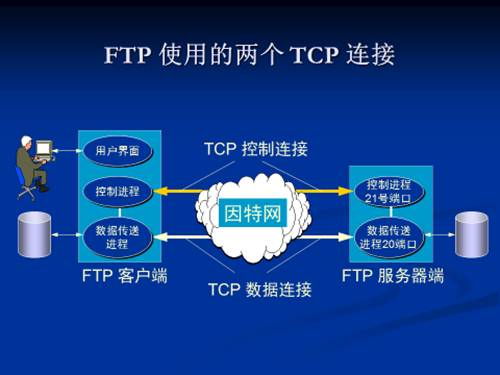 FTP 使用的两个 TCP 连接
用户界面
TCP 控制连接
控制进程
控制进程
21号端口
因特网
数据传送
进程
数据传送
进程20端口
FTP 客户端
TCP 数据连接
FTP 服务器端